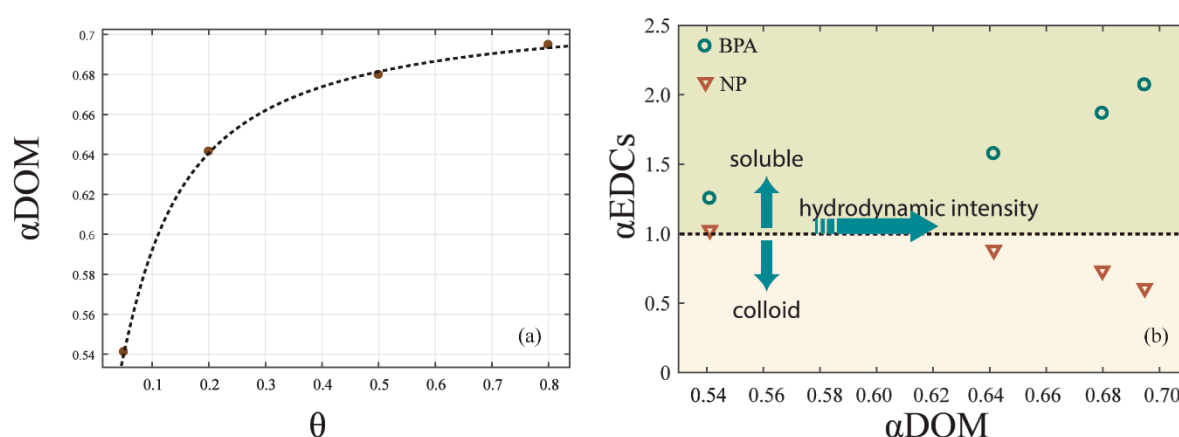 0.7
0.68
0.66
0.64
0.62
0.6
0.58
0.56
0.54
αDOM
0.1 0.2 0.3 0.4 0.5 0.6 0.7 0.8
θ
(a)
2.5
2.0
1.5
1.0
0.5
0
αEDCs
BPA
NP
soluble
hydrodynamic intensity
colloid
(b)
0.54 0.56 0.58 0.60 0.62 0.64 0.66 0.68 0.70
αDOM